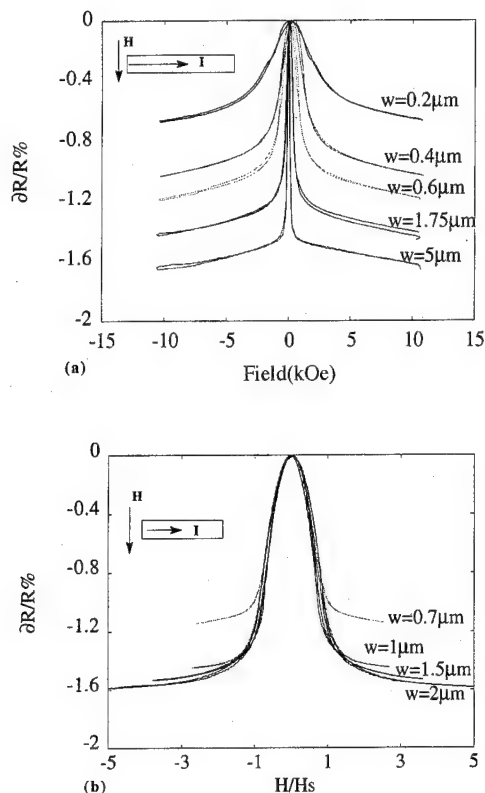 0
H
I
-0.4
w=0.2μm
-0.8
∂R/R%
w=0.4μm
w=0.6μm
-1.2
w=1.75μm
-1.6
w=5μm
-2
-15 -10 -5 0 5 10 15
(a)
Field(kOe)
0
H
-0.4
I
-0.8
∂R/R%
w=0.7μm
-1.2
w=1μm
w=1.5μm
-1.6
w=2μm
-2
-5 -3 -1 1 3 5
(b)
H/Hs